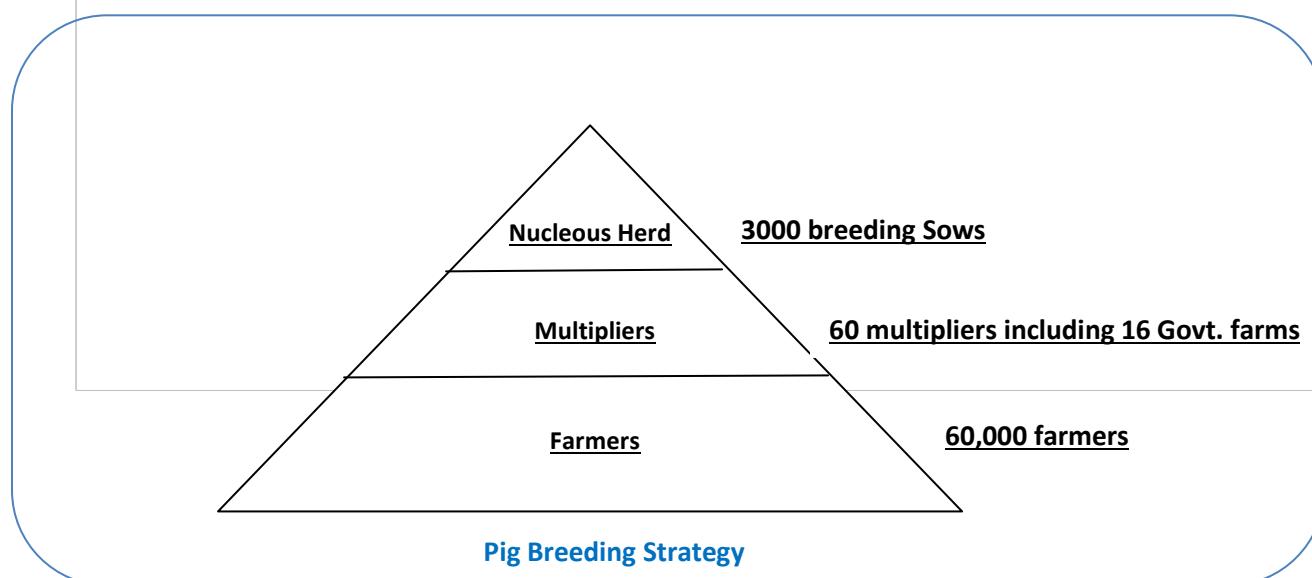 Nucleous Herd 3000 breeding Sows
Multipliers 60 multipliers including 16 Govt. farms
Farmers 60,000 farmers
Pig Breeding Strategy